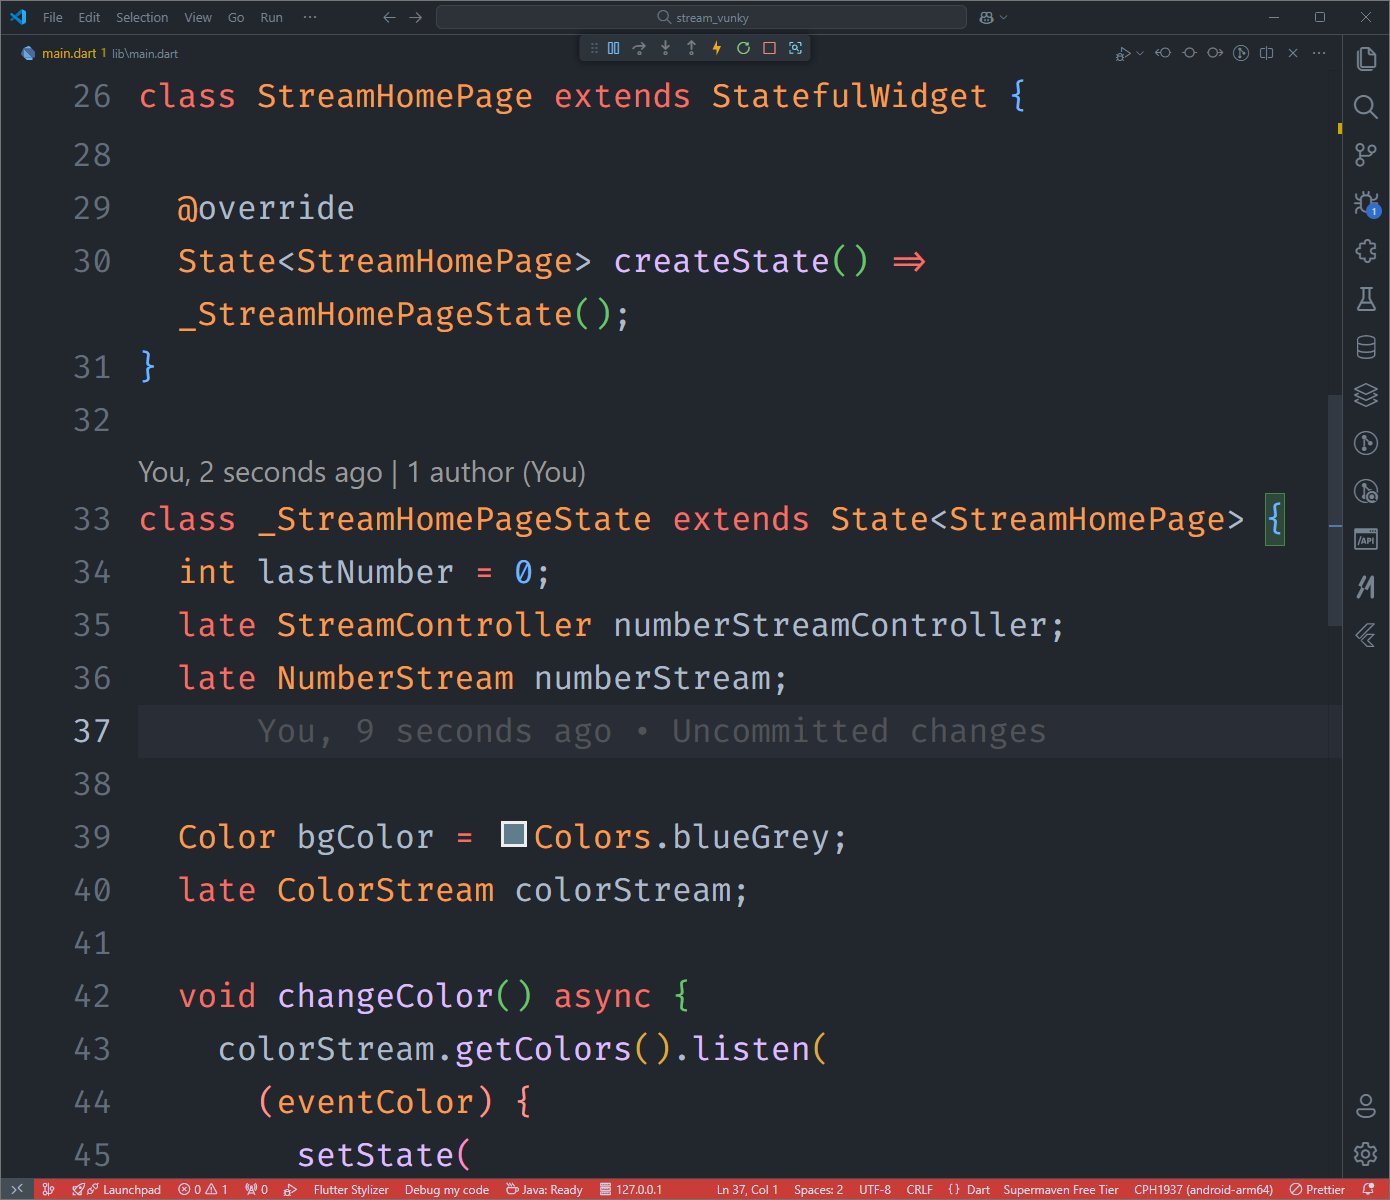 File Edit Selection View Go Run ··· stream_vunky
main.dart 1 lib\main.dart
26 class StreamHomePage extends StatefulWidget {
28
29 @override
30 State<StreamHomePage> createState() =>
_StreamHomePageState();
31 }
32
You, 2 seconds ago | 1 author (You)
33 class _StreamHomePageState extends State<StreamHomePage> {
34 int lastNumber = 0;
35 late StreamController numberStreamController;
36 late NumberStream numberStream;
37 You, 9 seconds ago • Uncommitted changes
38
39 Color bgColor = Colors.blueGrey;
40 late ColorStream colorStream;
41
42 void changeColor() async {
43 colorStream.getColors().listen(
44 (eventColor) {
45 setState(
1
/API
Launchpad 0 1 0 Flutter Stylizer Debug my code Java: Ready 127.0.0.1 Ln 37, Col 1 Spaces: 2 UTF-8 CRLF {} Dart Supermaven Free Tier CPH1937 (android-arm64) Prettier